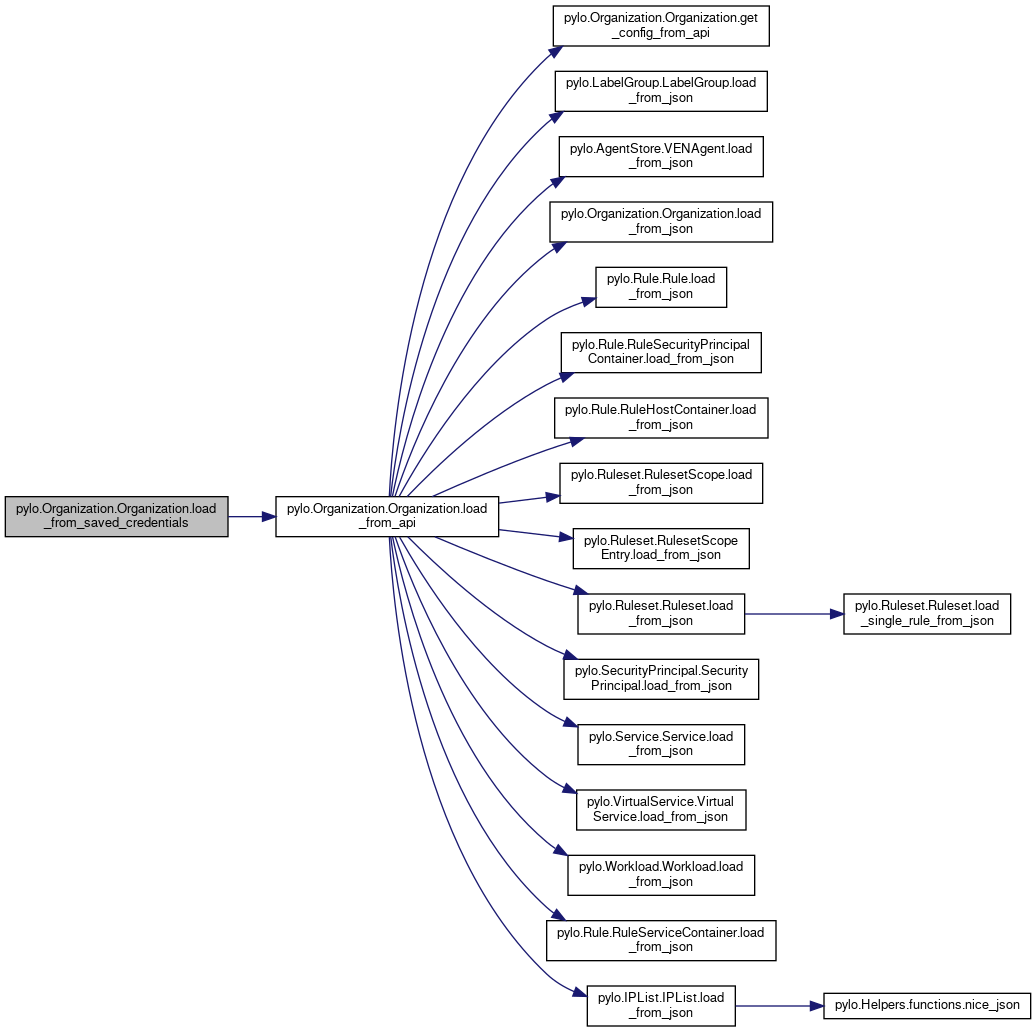 pylo.Organization.Organization.load
_from_saved_credentials
pylo.Organization.Organization.load
_from_api
pylo.Organization.Organization.get
_config_from_api
pylo.LabelGroup.LabelGroup.load
_from_json
pylo.AgentStore.VENAgent.load
_from_json
pylo.Organization.Organization.load
_from_json
pylo.Rule.Rule.load
_from_json
pylo.Rule.RuleSecurityPrincipal
Container.load_from_json
pylo.Rule.RuleHostContainer.load
_from_json
pylo.Ruleset.RulesetScope.load
_from_json
pylo.Ruleset.RulesetScope
Entry.load_from_json
pylo.Ruleset.Ruleset.load
_from_json
pylo.Ruleset.Ruleset.load
_single_rule_from_json
pylo.SecurityPrincipal.Security
Principal.load_from_json
pylo.Service.Service.load
_from_json
pylo.VirtualService.Virtual
Service.load_from_json
pylo.Workload.Workload.load
_from_json
pylo.Rule.RuleServiceContainer.load
_from_json
pylo.IPList.IPList.load
_from_json
pylo.Helpers.functions.nice_json